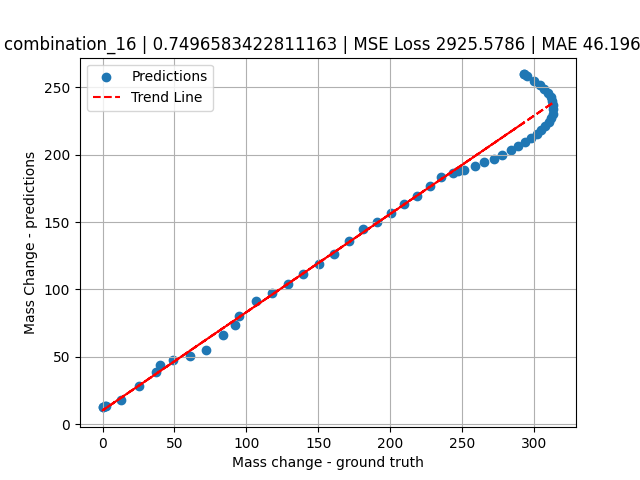 combination_16 | 0.7496583422811163 | MSE Loss 2925.5786 | MAE 46.196
Predictions
Trend Line
250
200
150
100
50
0
Mass Change - predictions
0 50 100 150 200 250 300
Mass change - ground truth